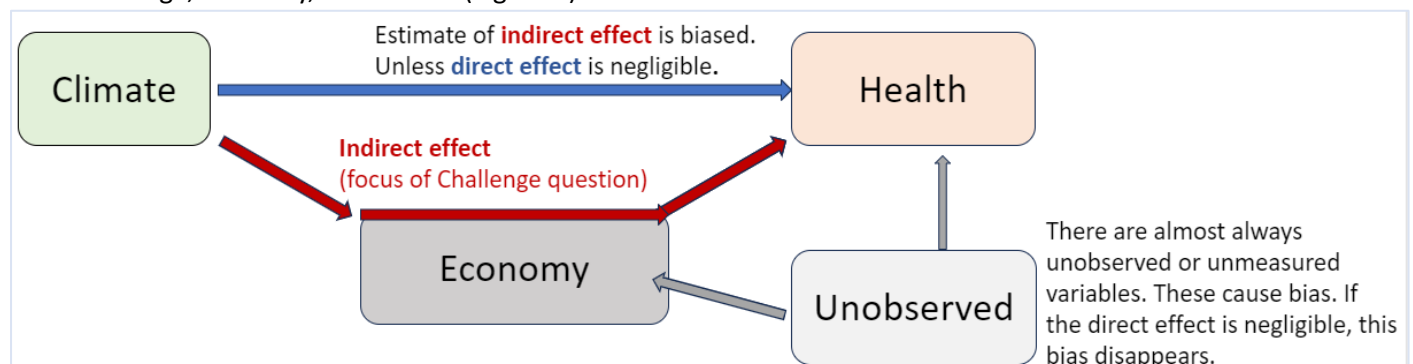 Estimate of indirect effect is biased.
Unless direct effect is negligible.
Climate
Health
Indirect effect
(focus of Challenge question)
Economy
Unobserved
There are almost always
unobserved or unmeasured
variables. These cause bias. If
the direct effect is negligible, this
bias disappears.